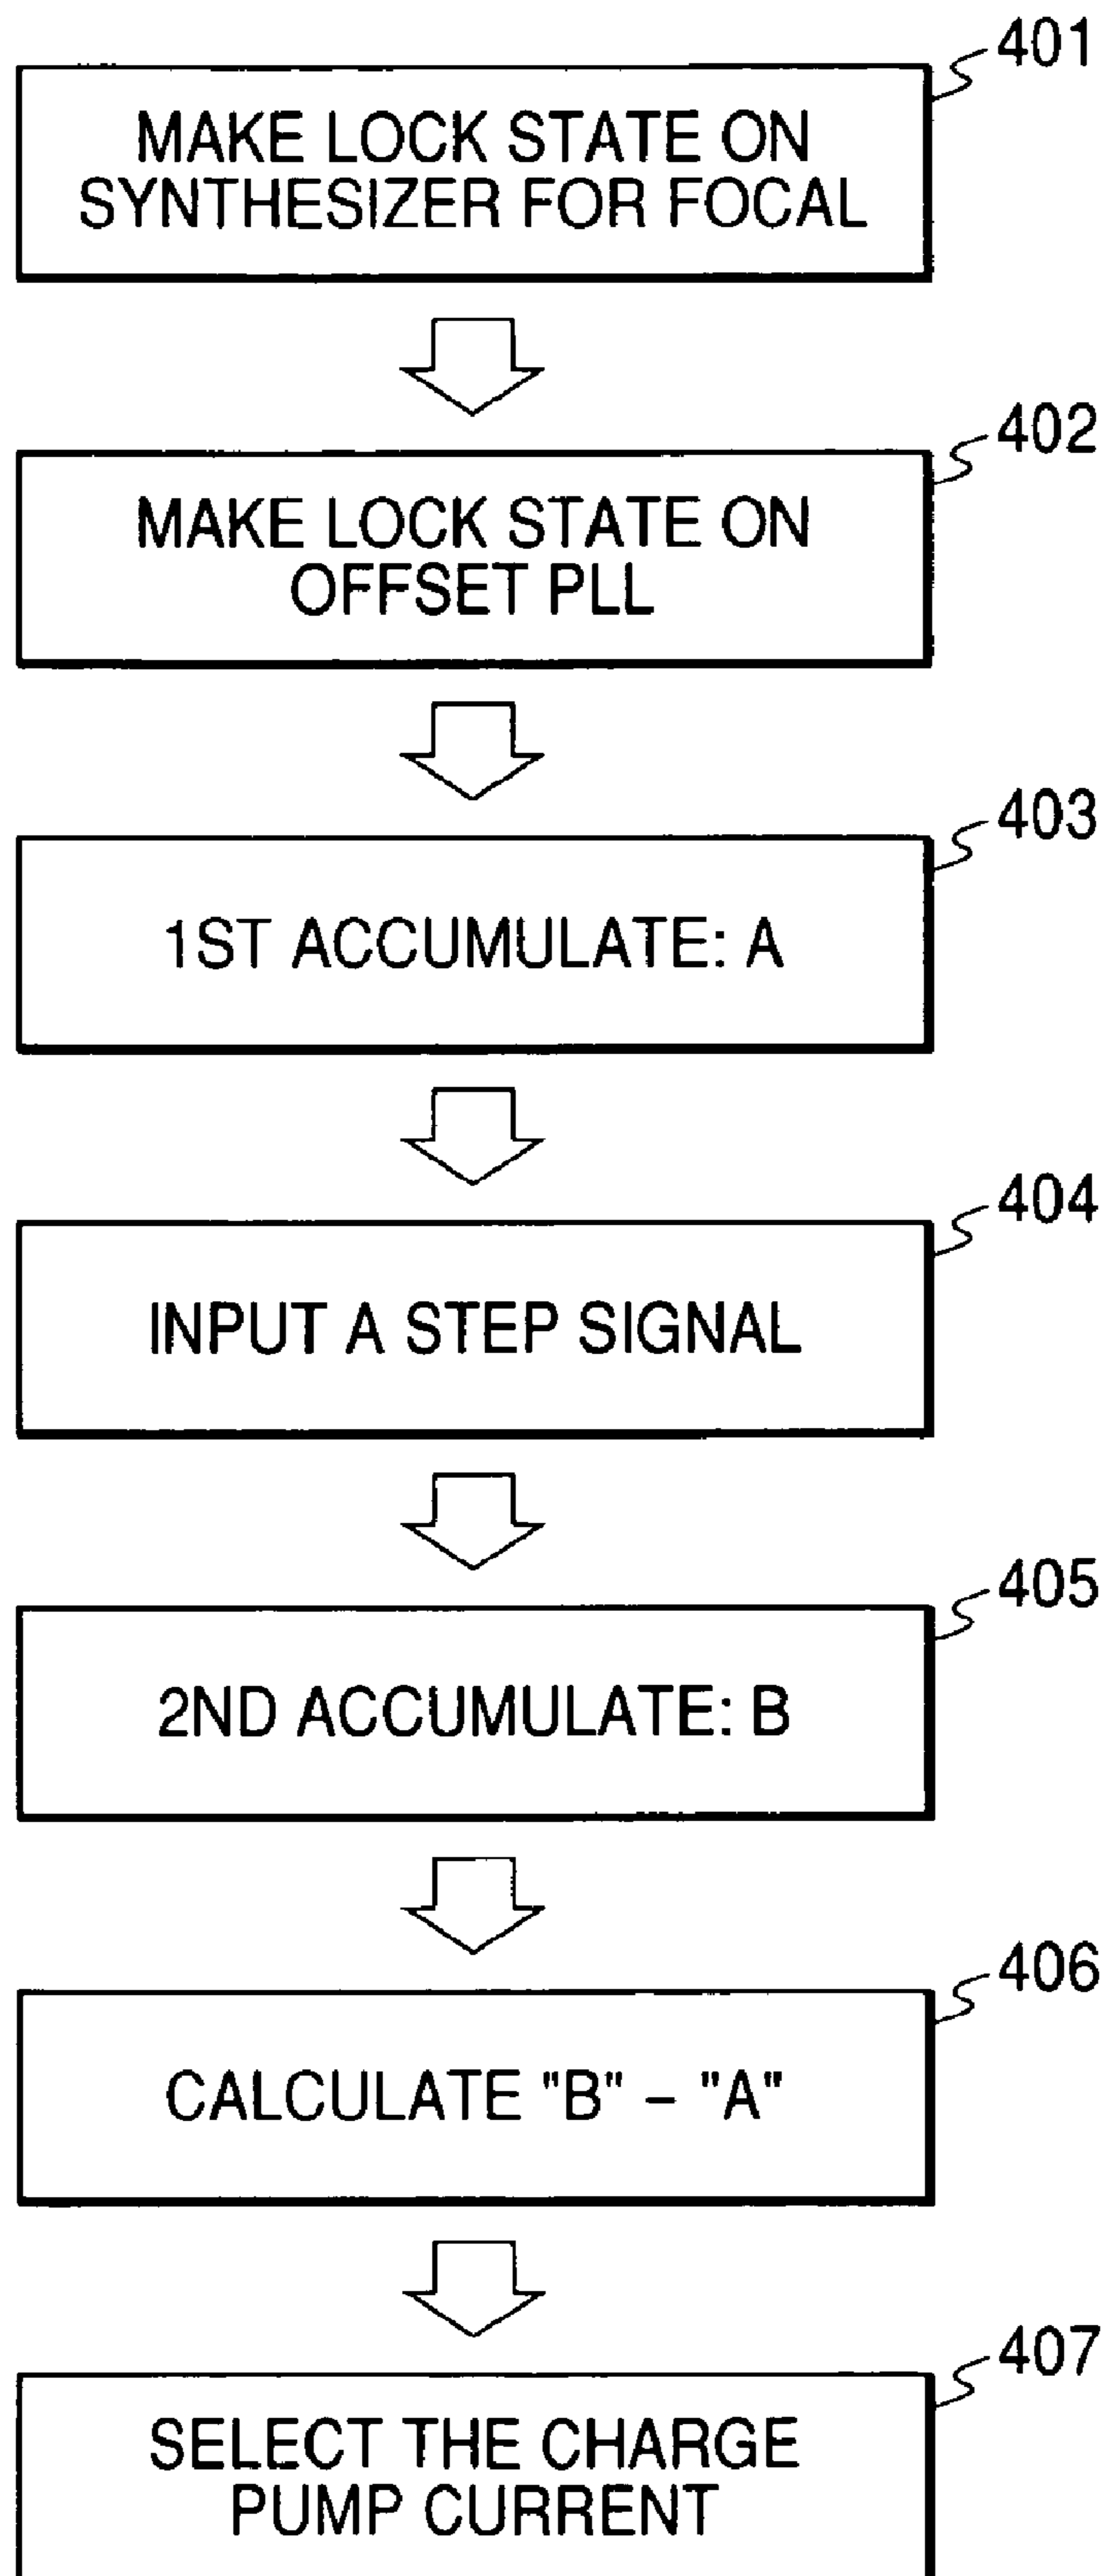 401
MAKE LOCK STATE ON
SYNTHESIZER FOR FOCAL
402
MAKE LOCK STATE ON
OFFSET PLL
403
1ST ACCUMULATE: A
404
INPUT A STEP SIGNAL
405
2ND ACCUMULATE: B
406
CALCULATE "B" – "A"
407
SELECT THE CHARGE
PUMP CURRENT